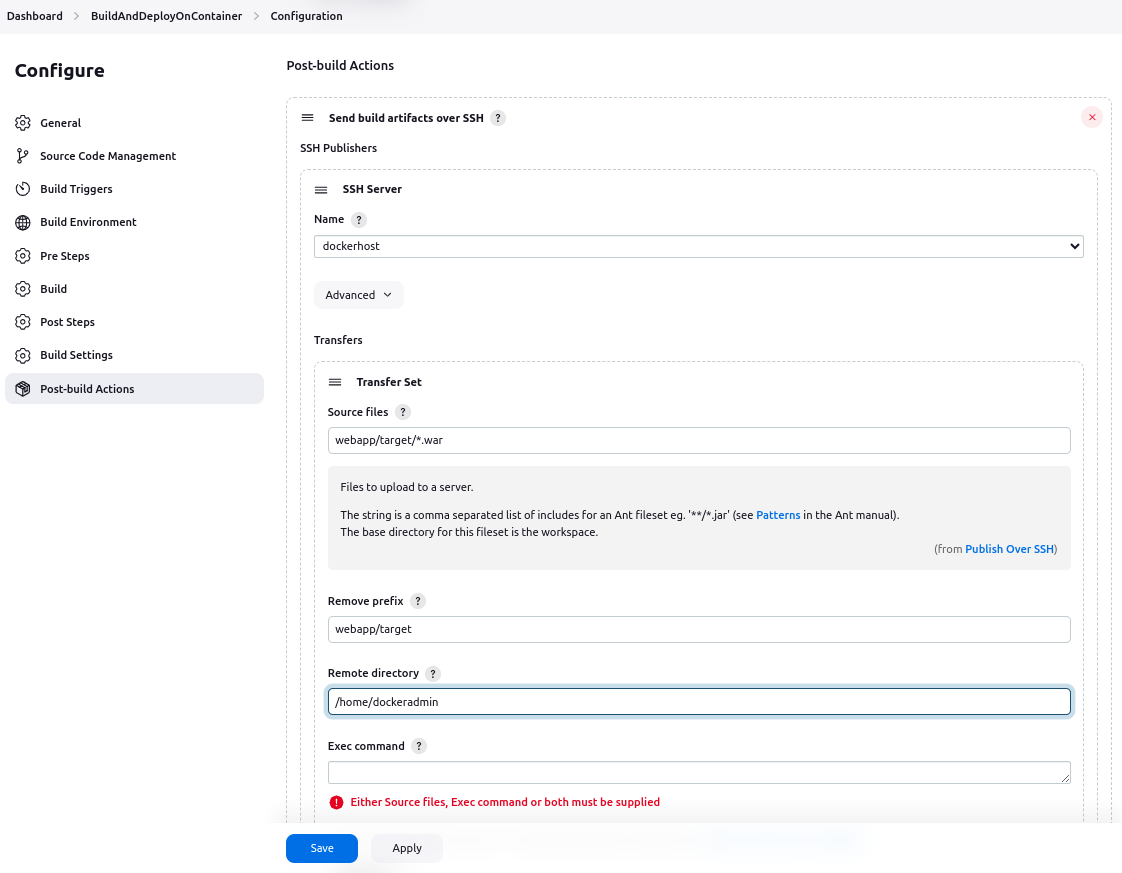 Dashboard > BuildAndDeployOnContainer > Configuration
Configure
General
Source Code Management
Build Triggers
Build Environment
Pre Steps
Build
Post Steps
Build Settings
Post-build Actions
Post-build Actions
Send build artifacts over SSH ?
SSH Publishers
SSH Server
Name ?
dockerhost
Advanced
Transfers
Transfer Set
Source files ?
webapp/target/*.war
Files to upload to a server.
The string is a comma separated list of includes for an Ant fileset eg. '**/*.jar' (see Patterns in the Ant manual).
The base directory for this fileset is the workspace.
(from Publish Over SSH)
Remove prefix ?
webapp/target
Remote directory ?
/home/dockeradmin
Exec command ?
Either Source files, Exec command or both must be supplied
Save Apply